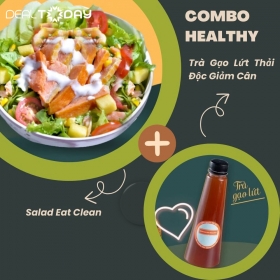 DEALTODAY
COMBO
HEALTHY
Trà Gạo Lứt Thải
Độc Giảm Cân
Trà
gạo lứt
Salad Eat Clean